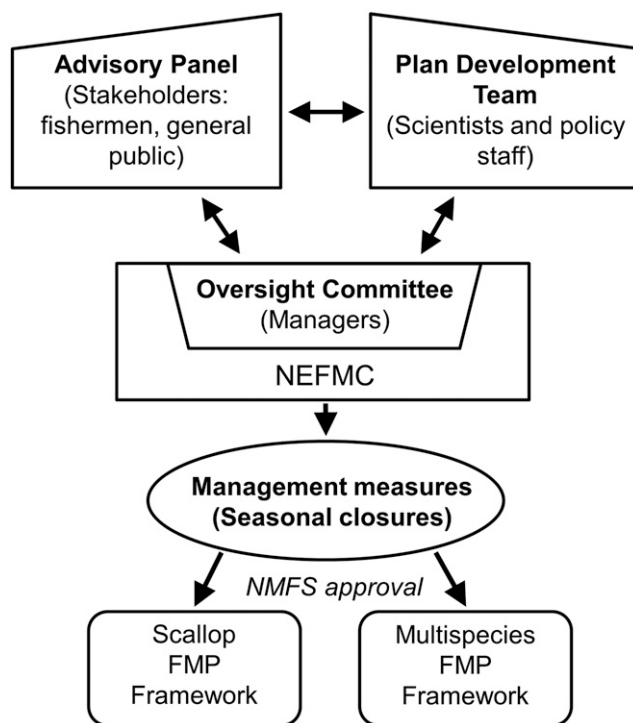 Advisory Panel
(Stakeholders:
fishermen, general
public)
Plan Development
Team
(Scientists and policy
staff)
Oversight Committee
(Managers)
NEFMC
Management measures
(Seasonal closures)
NMFS approval
Scallop
FMP
Framework
Multispecies
FMP
Framework